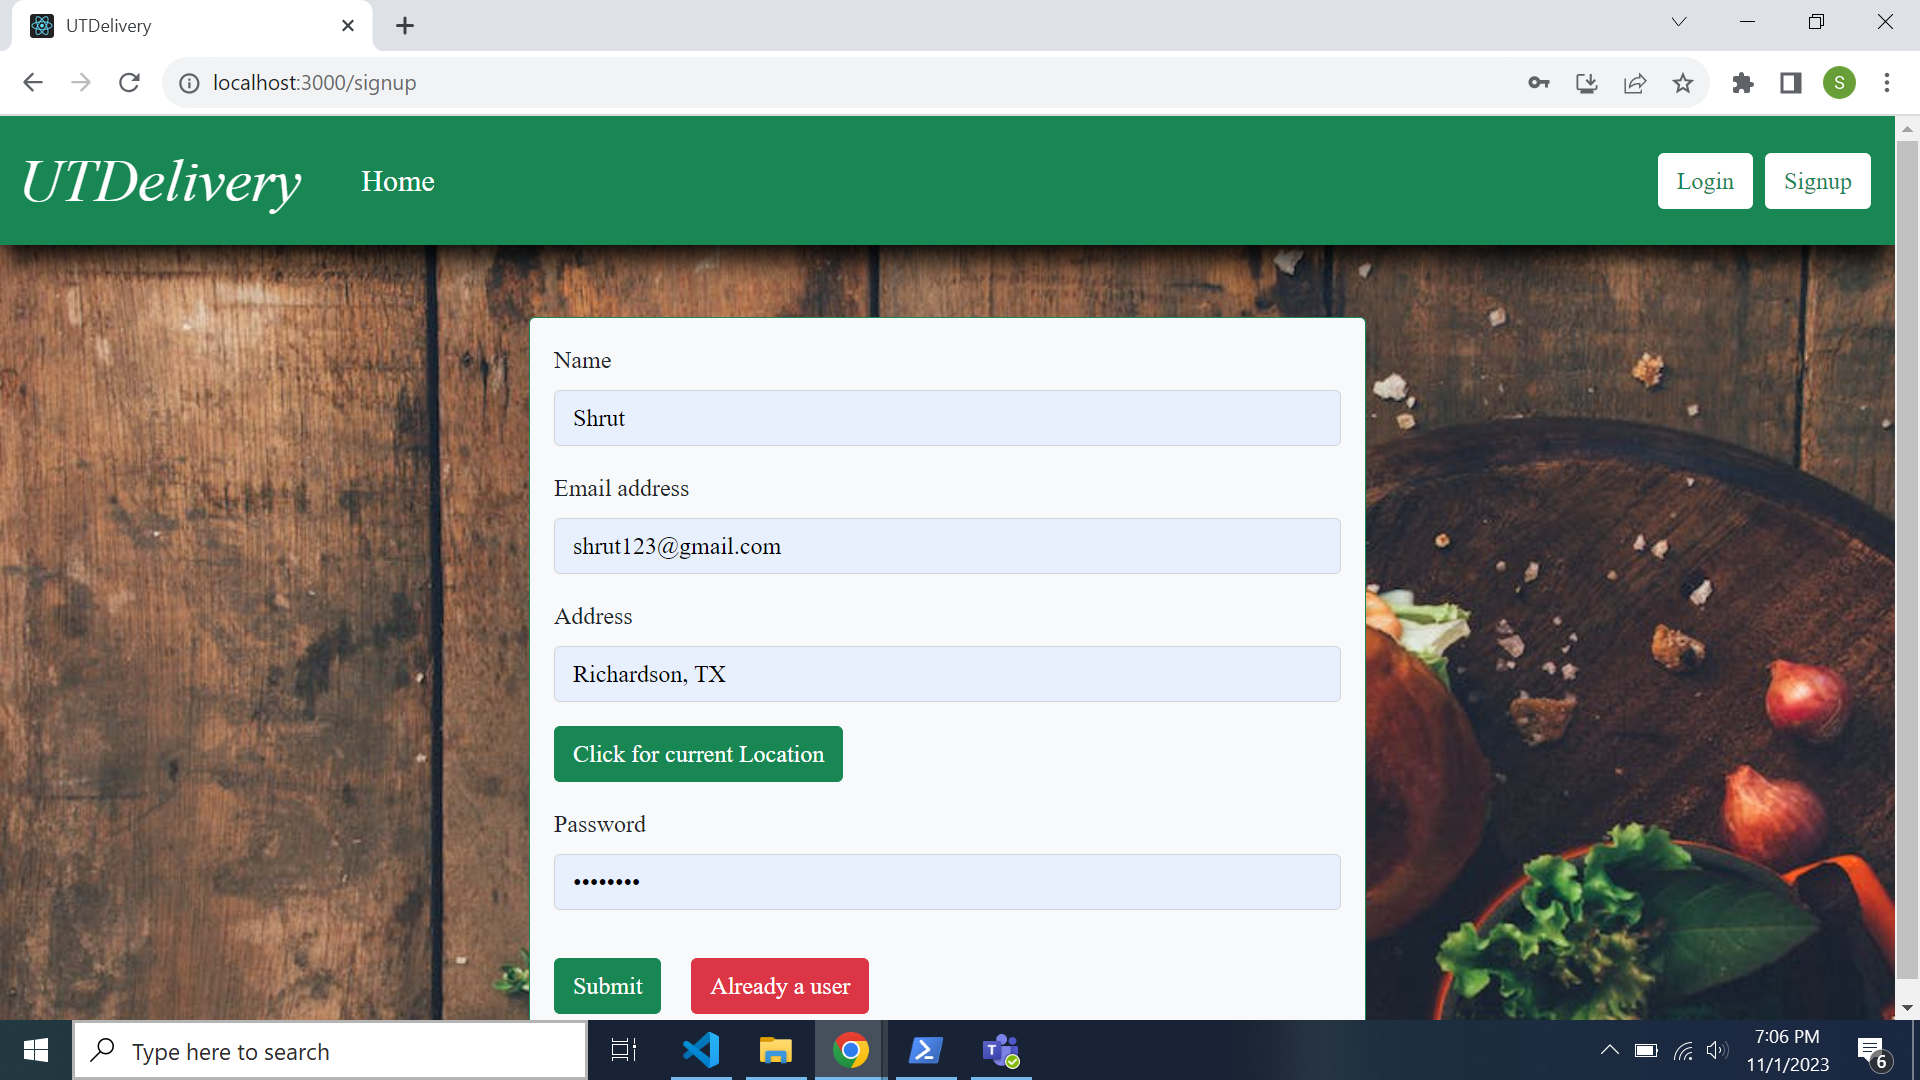 UTDelivery
localhost:3000/signup
S
UTDelivery
Home
Login
Signup
Name
Shrut
Email address
shrut123@gmail.com
Address
Richardson, TX
Click for current Location
Password
••••••••
Submit
Already a user
Type here to search
T
7:06 PM
11/1/2023
6